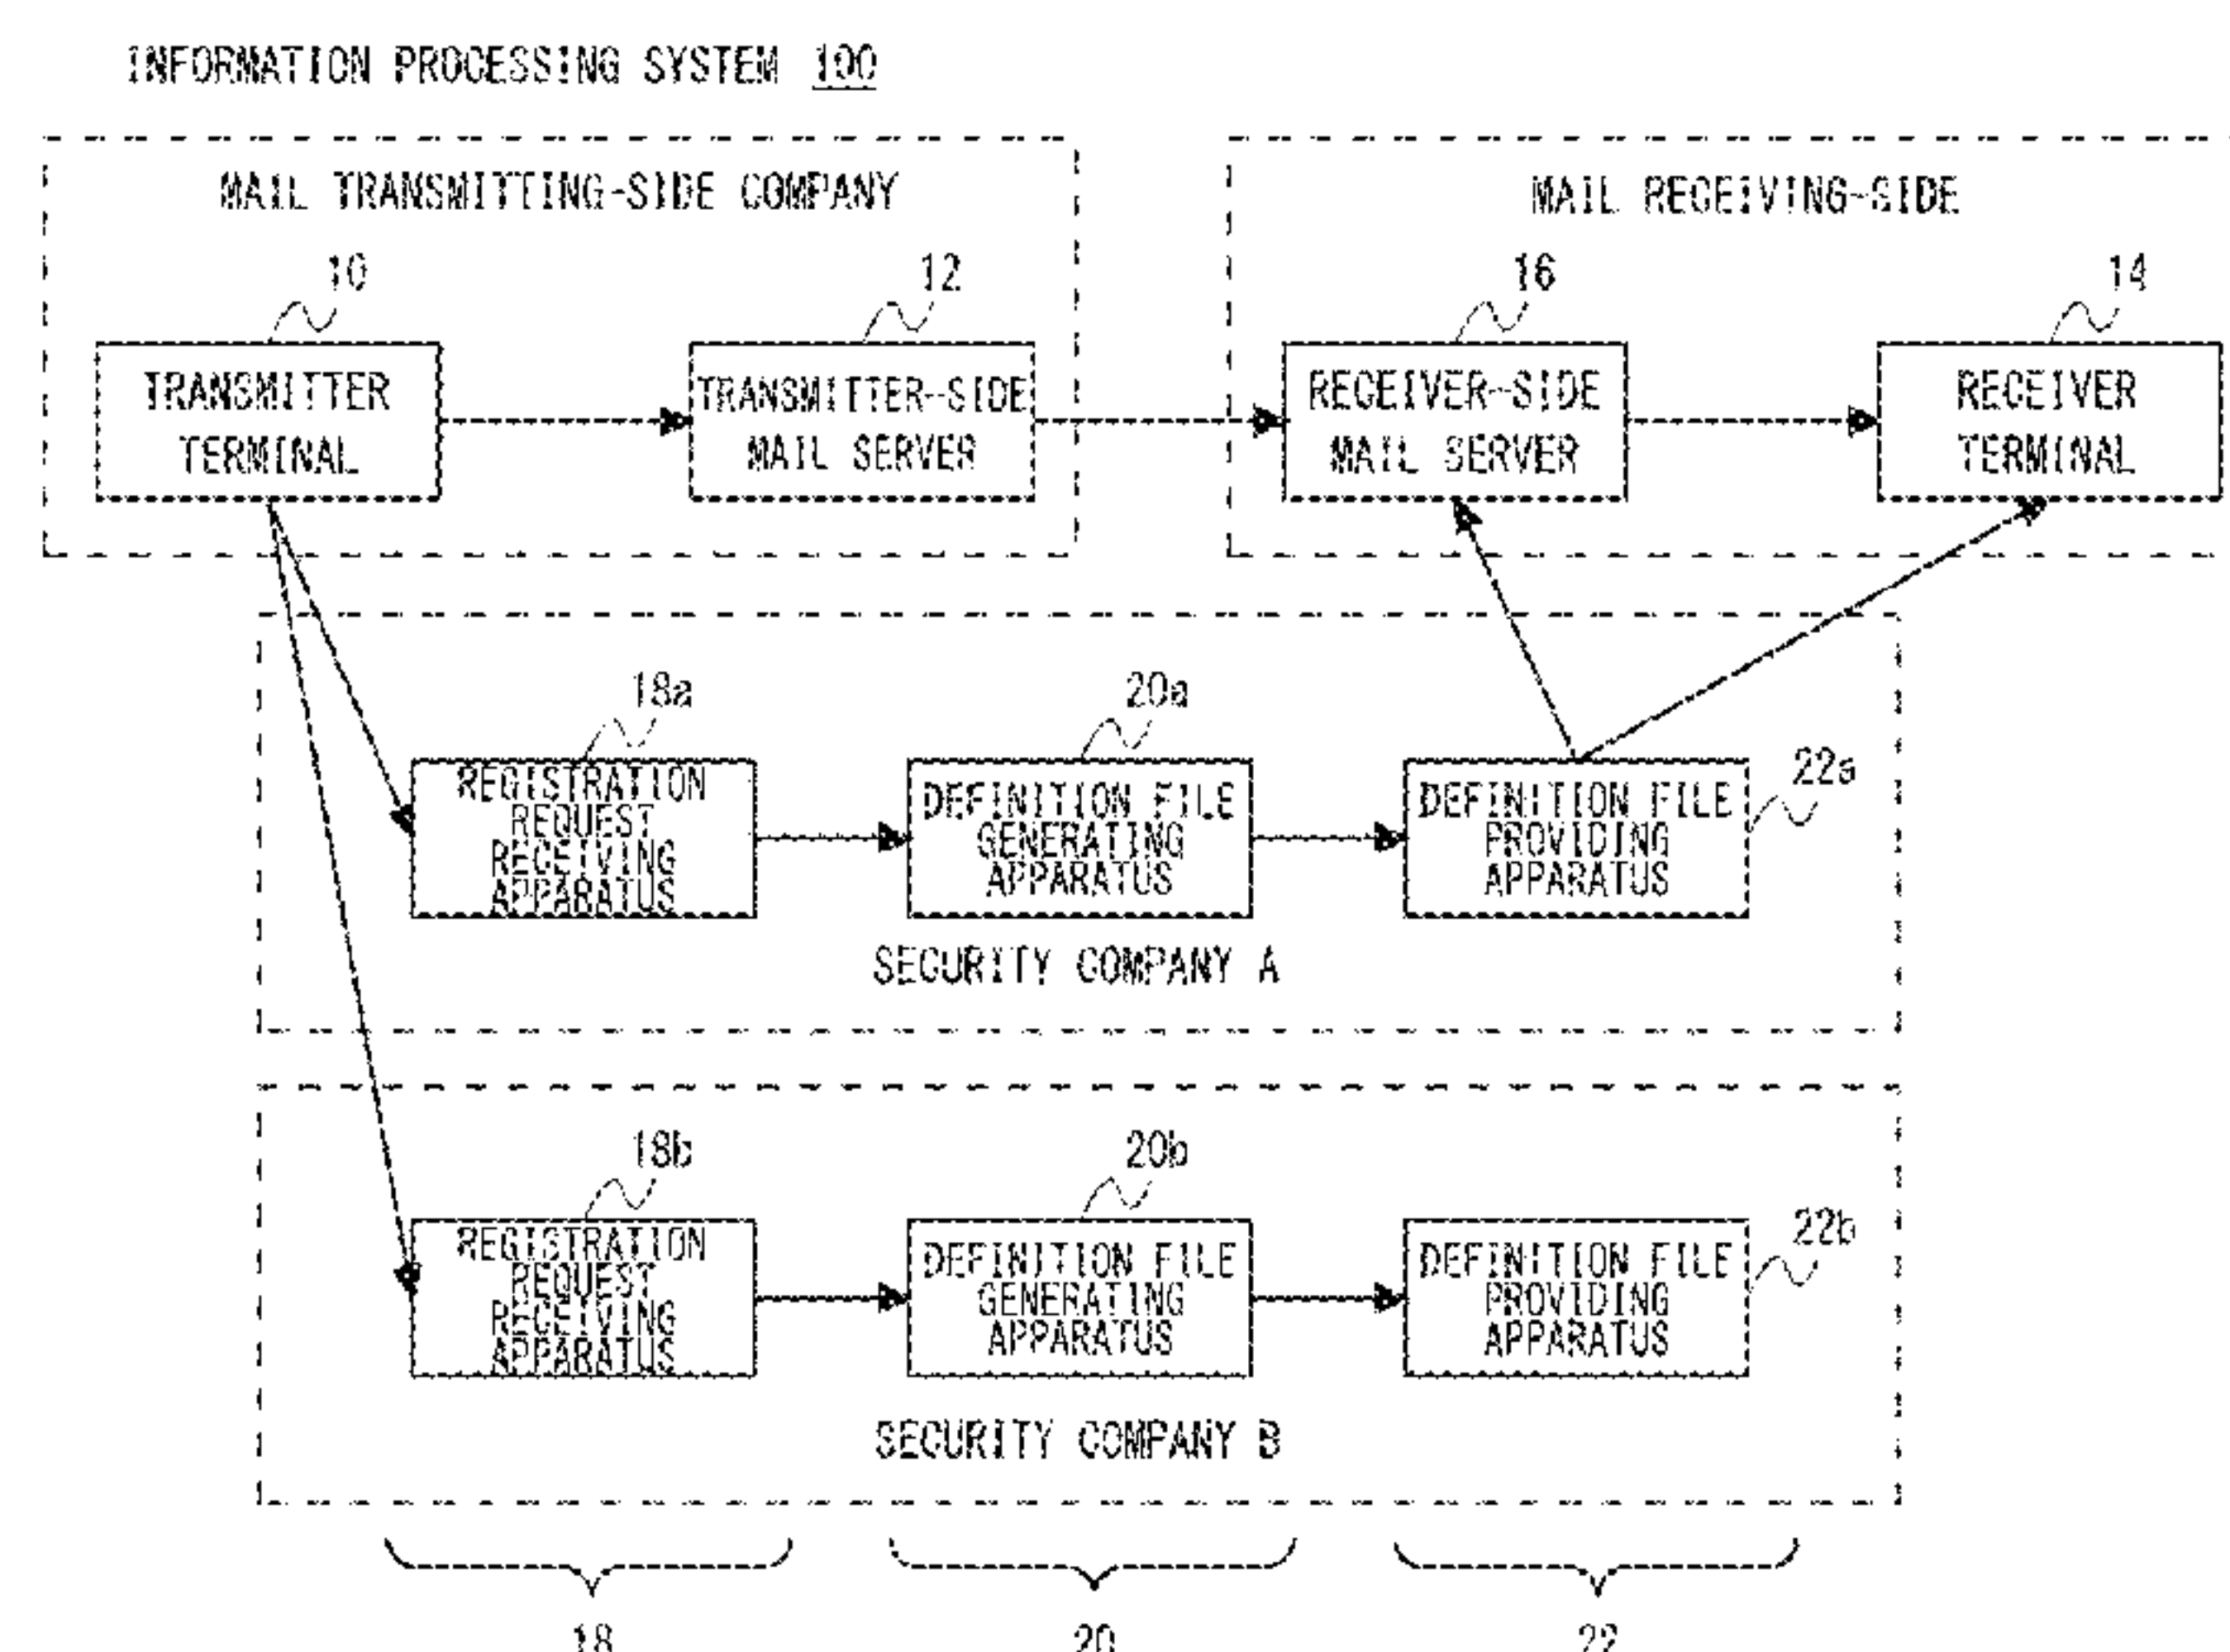 INFORMATION PROCESSING SYSTEM 100
MAIL TRANSMITTING-SIDE COMPANY
MAIL RECEIVING-SIDE
10
12
16
14
TRANSMITTER
TERMINAL
TRANSMITTER-SIDE
MAIL SERVER
RECEIVER-SIDE
MAIL SERVER
RECEIVER
TERMINAL
18a
20a
22a
REGISTRATION
REQUEST
RECEIVING
APPARATUS
DEFINITION FILE
GENERATING
APPARATUS
DEFINITION FILE
PROVIDING
APPARATUS
SECURITY COMPANY A
18b
20b
22b
REGISTRATION
REQUEST
RECEIVING
APPARATUS
DEFINITION FILE
GENERATING
APPARATUS
DEFINITION FILE
PROVIDING
APPARATUS
SECURITY COMPANY B
18
20
22